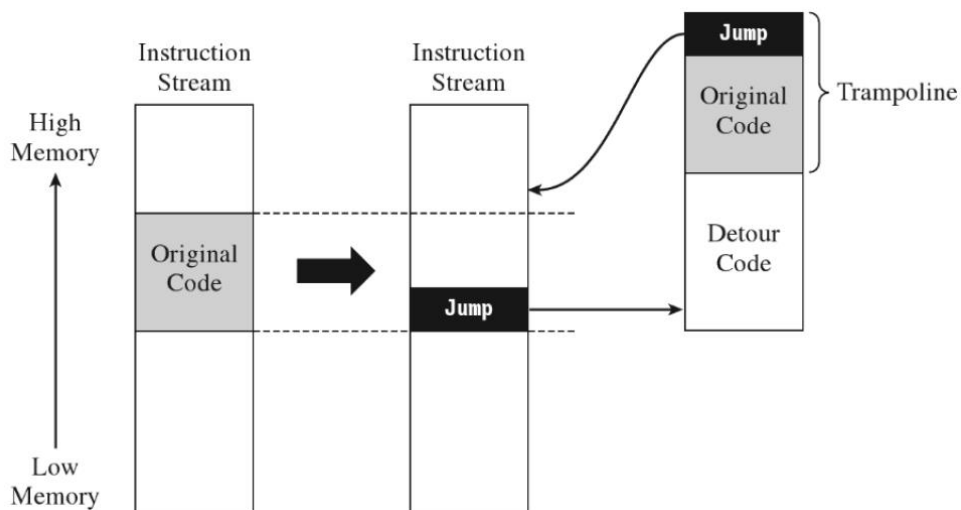 Instruction
Stream
High
Memory
Original
Code
Low
Memory
Instruction
Stream
Jump
Jump
Original
Code
Trampoline
Detour
Code